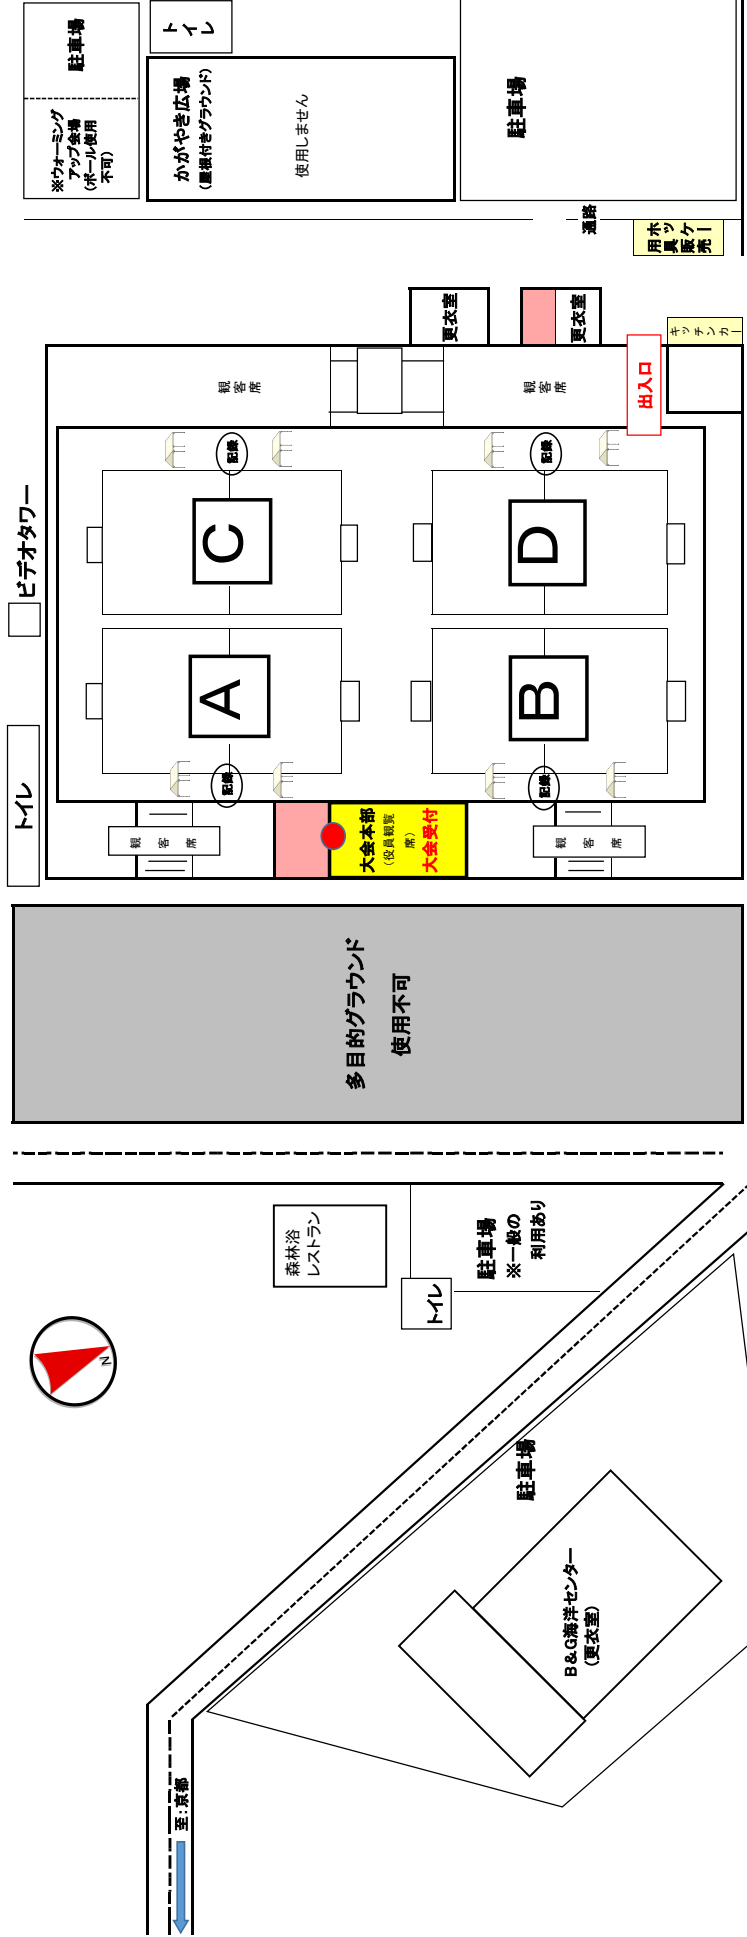 駐車場
※ウォーミング
アップ会場
(ボール使用
不可)
トイレ
かがやき広場
(屋根付きグラウンド)
使用しません
駐車場
通路
ホッケー
用具販売
更衣室
更衣室
キッチンカー
出入口
観客席
観客席
記録
記録
C
D
ビデオタワー
A
B
トイレ
記録
記録
観客席
大会本部
(役員観覧
席)
大会受付
観客席
多目的グラウンド
使用不可
森林浴
レストラン
駐車場
※一般の
利用あり
トイレ
N
駐車場
B&G海洋センター
(更衣室)
至:京都